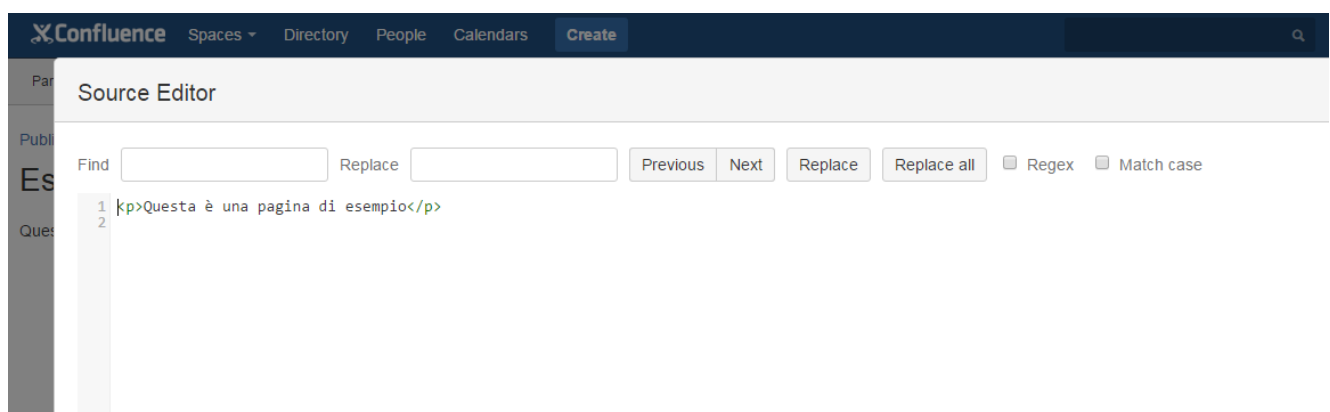 Confluence Spaces Directory People Calendars Create
Par
Source Editor
Publi
Find Replace Previous Next Replace Replace all Regex Match case
Es
1 <p>Questa è una pagina di esempio</p>
2
Ques